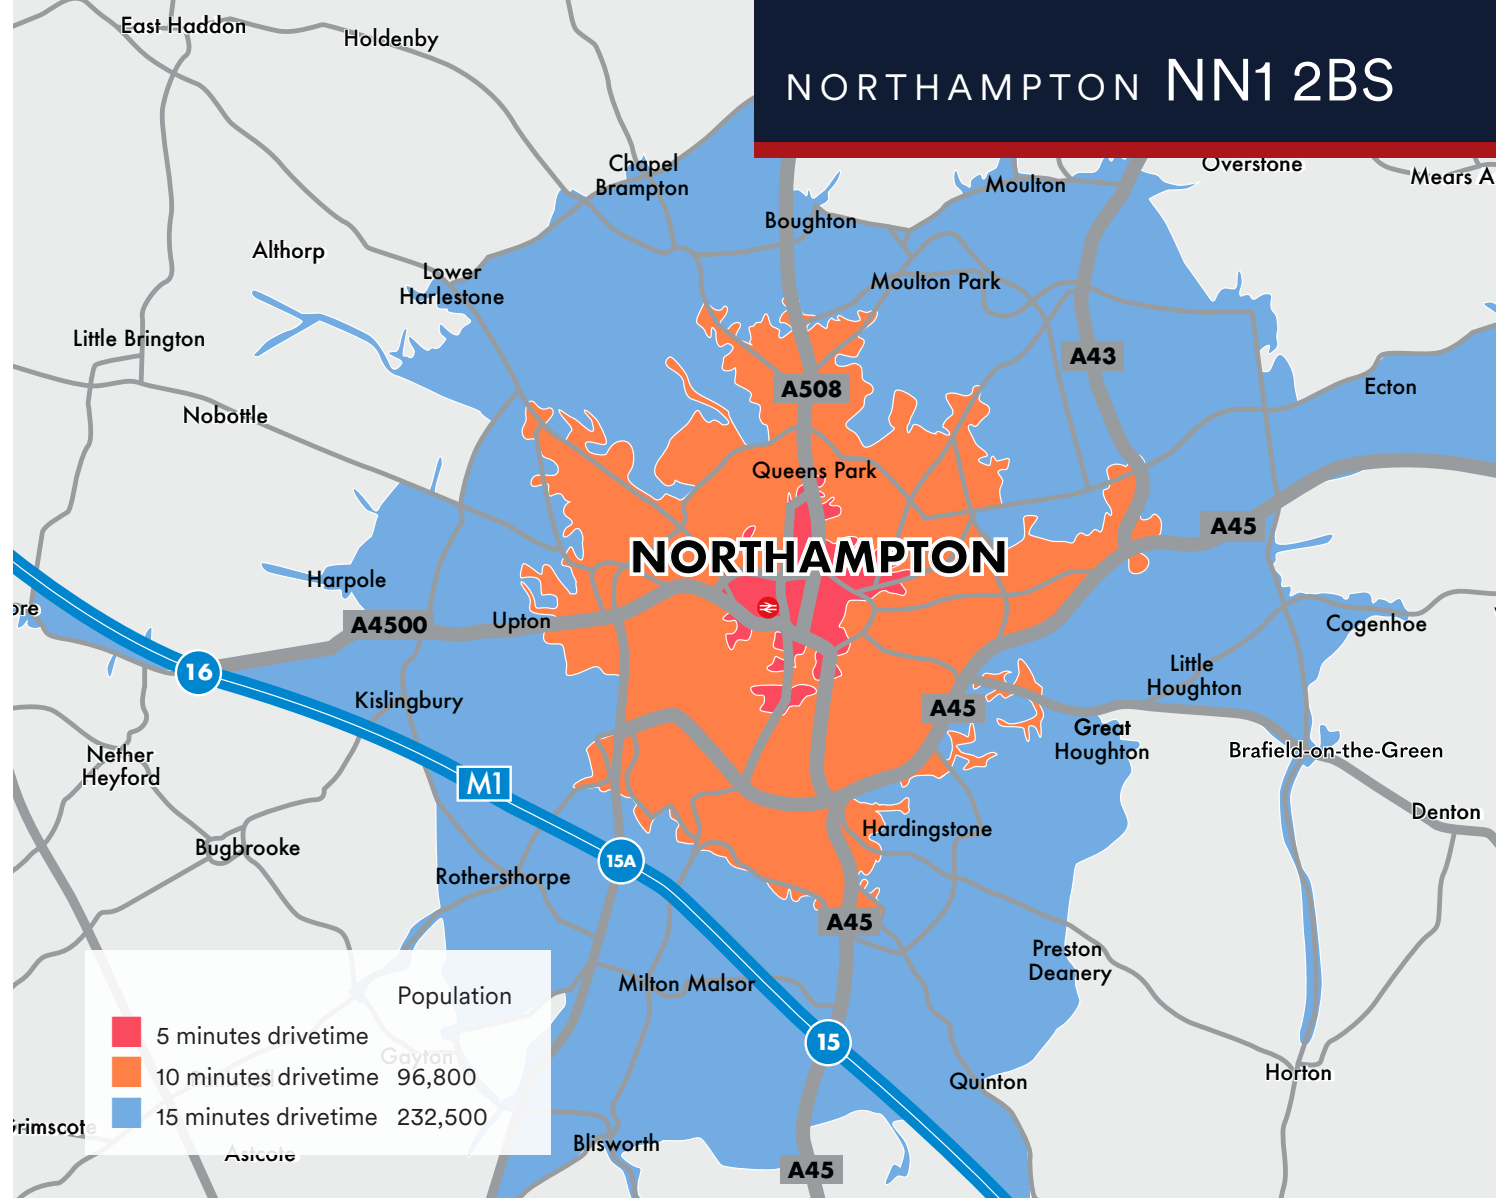 NORTHAMPTON NN1 2BS
East Haddon
Holdenby
Chapel
Brampton
Overstone
Moulton
Mears A
Boughton
Althorp
Lower
Harlestone
Moulton Park
Little Brington
A43
A508
Ecton
Nobottle
Queens Park
A45
NORTHAMPTON
Harpole
A4500
Upton
Cogenhoe
16
Kislingbury
Little
Houghton
A45
Great
Houghton
Brafield-on-the-Green
Nether
Heyford
M1
Denton
Hardingstone
Bugbrooke
15A
Rothersthorpe
A45
Preston
Deanery
Milton Malsor
Population
5 minutes drivetime
10 minutes drivetime 96,800
15 minutes drivetime 232,500
Gayton
15
Quinton
Horton
Grimscote
Astcote
Blisworth
A45